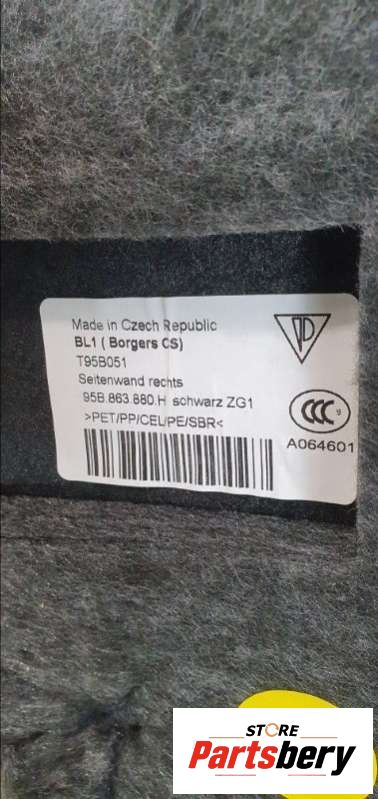 Made in Czech Republic
BL1 ( Borgers CS)
T95B051
Seitenwand rechts
95B.863.880.H schwarz ZG1
>PET/PP/CEL/PE/SBR<
CCC
A064601
STORE
Partsbery